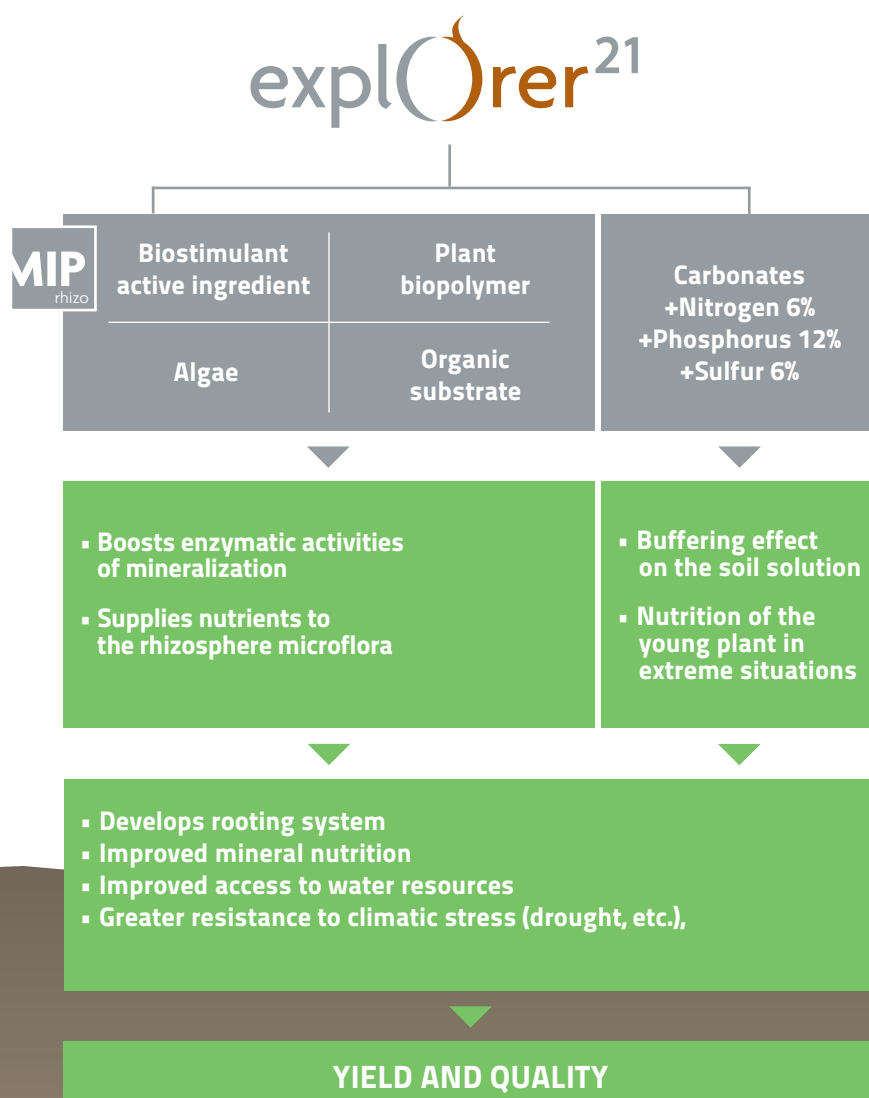 explOrer21
MIP
rhizo
Biostimulant
active ingredient
Plant
biopolymer
Algae
Organic
substrate
Carbonates
+Nitrogen 6%
+Phosphorus 12%
+Sulfur 6%
▪ Boosts enzymatic activities
of mineralization
▪ Supplies nutrients to
the rhizosphere microflora
▪ Buffering effect
on the soil solution
▪ Nutrition of the
young plant in
extreme situations
▪ Develops rooting system
▪ Improved mineral nutrition
▪ Improved access to water resources
▪ Greater resistance to climatic stress (drought, etc.),
YIELD AND QUALITY